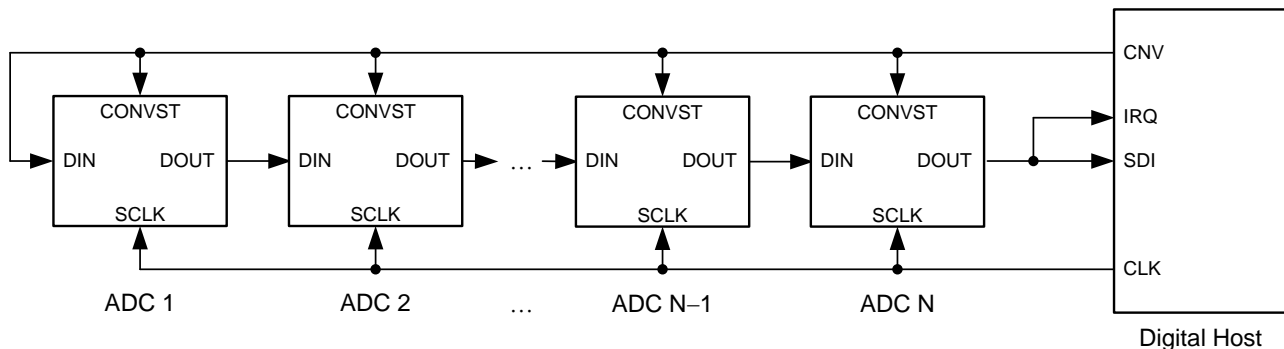 CNV
CONVST CONVST CONVST CONVST
IRQ
DIN DOUT DIN DOUT … DIN DOUT DIN DOUT SDI
SCLK SCLK SCLK SCLK
CLK
ADC 1 ADC 2 … ADC N−1 ADC N
Digital Host